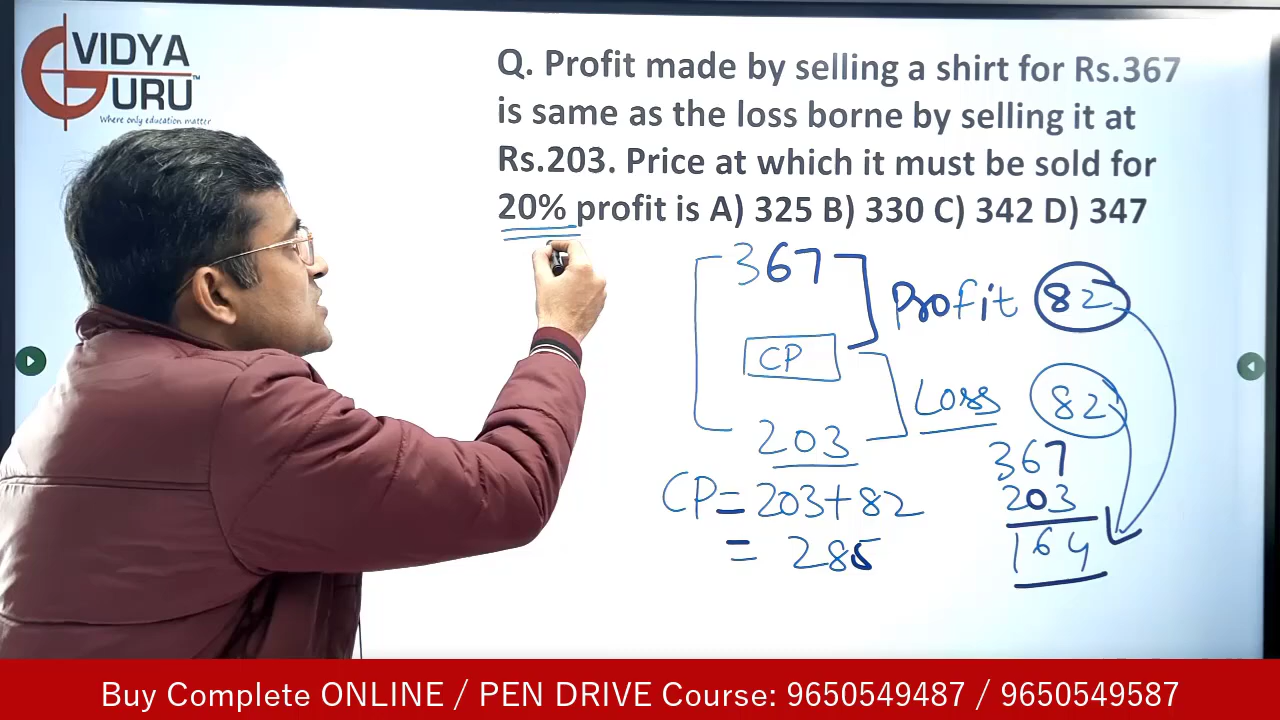 VIDYA
GURU™
Where only education matter
Q. Profit made by selling a shirt for Rs.367
is same as the loss borne by selling it at
Rs.203. Price at which it must be sold for
20% profit is A) 325 B) 330 C) 342 D) 347
367
Profit 82
CP
Loss 82
203
367
203
164
CP = 203+82
= 285
Buy Complete ONLINE / PEN DRIVE Course: 9650549487 / 9650549587